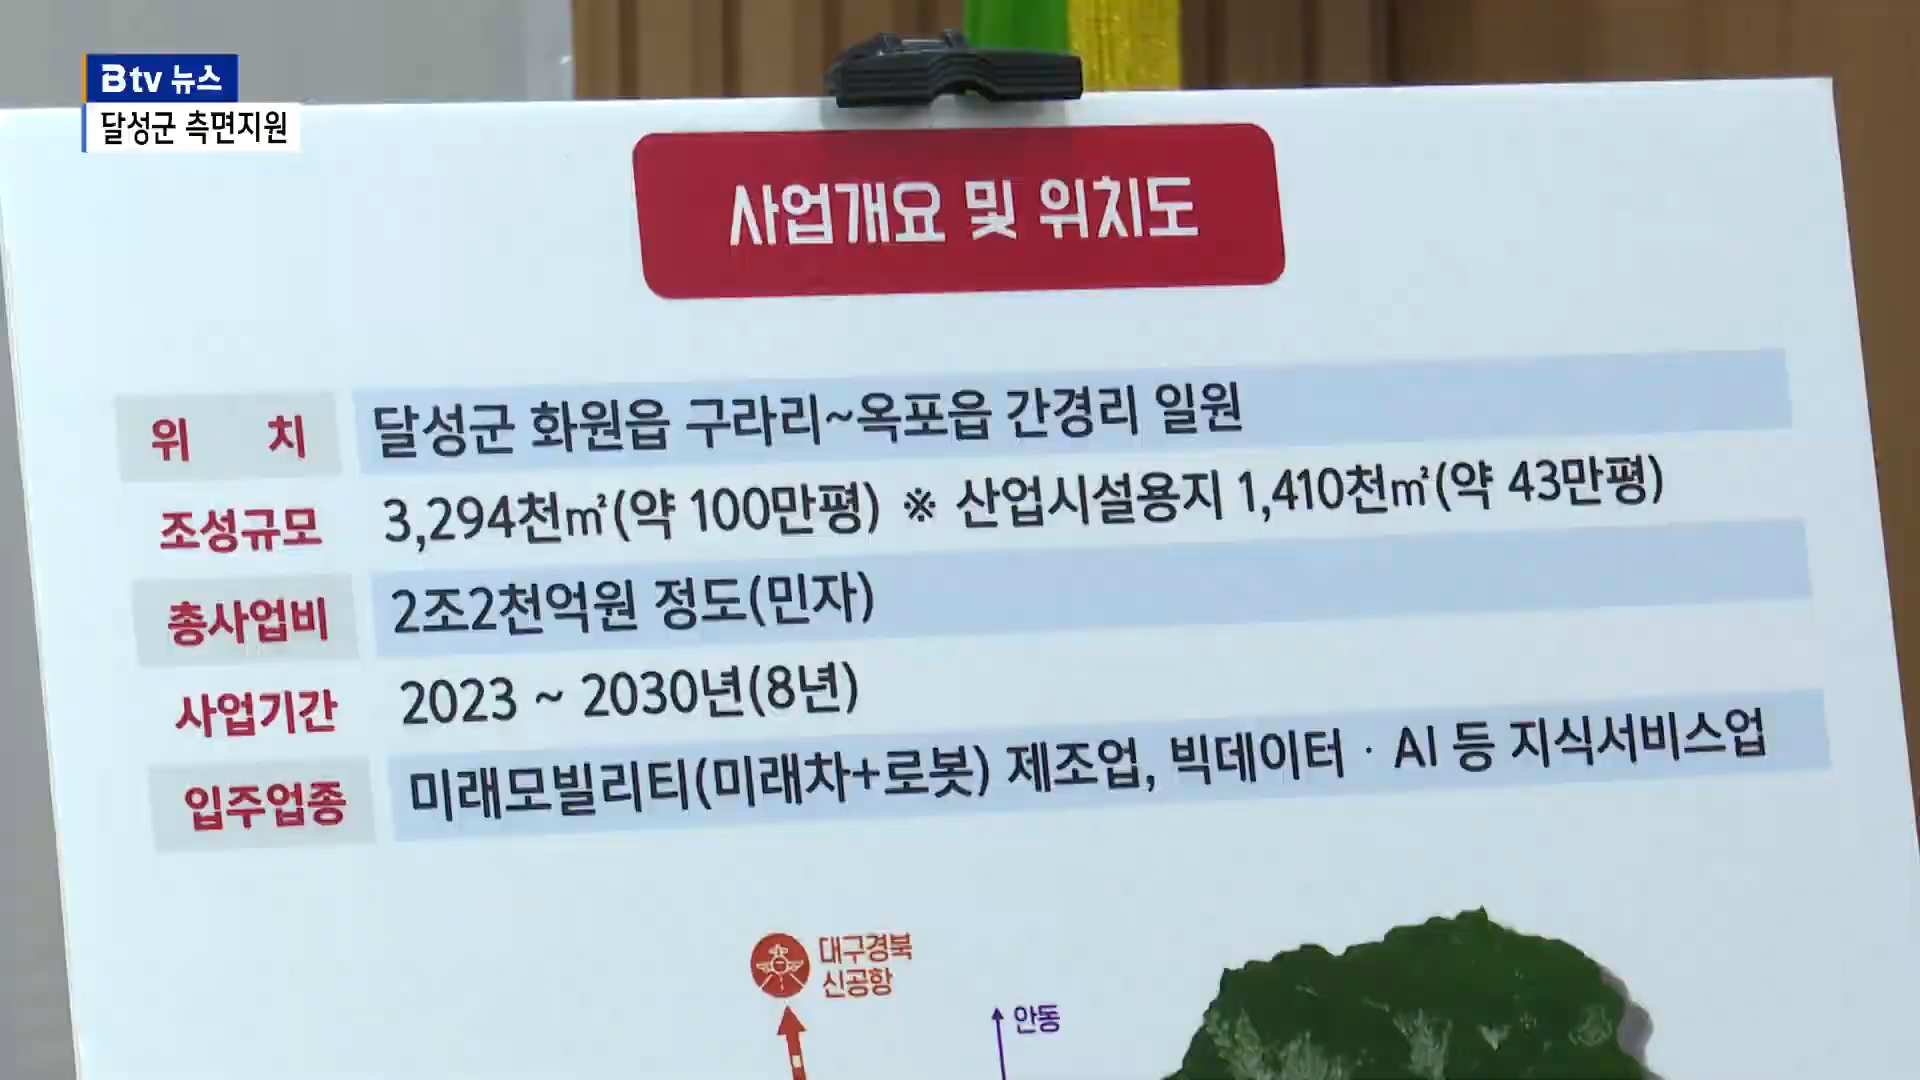 Btv 뉴스
달성군 측면지원
사업개요 및 위치도
위 치 달성군 화원읍 구라리~옥포읍 간경리 일원
조성규모 3,294천㎡(약 100만평) ※ 산업시설용지 1,410천㎡(약 43만평)
총사업비 2조2천억원 정도(민자)
사업기간 2023 ~ 2030년(8년)
입주업종 미래모빌리티(미래차+로봇) 제조업, 빅데이터 · AI 등 지식서비스업
대구경북
신공항
안동